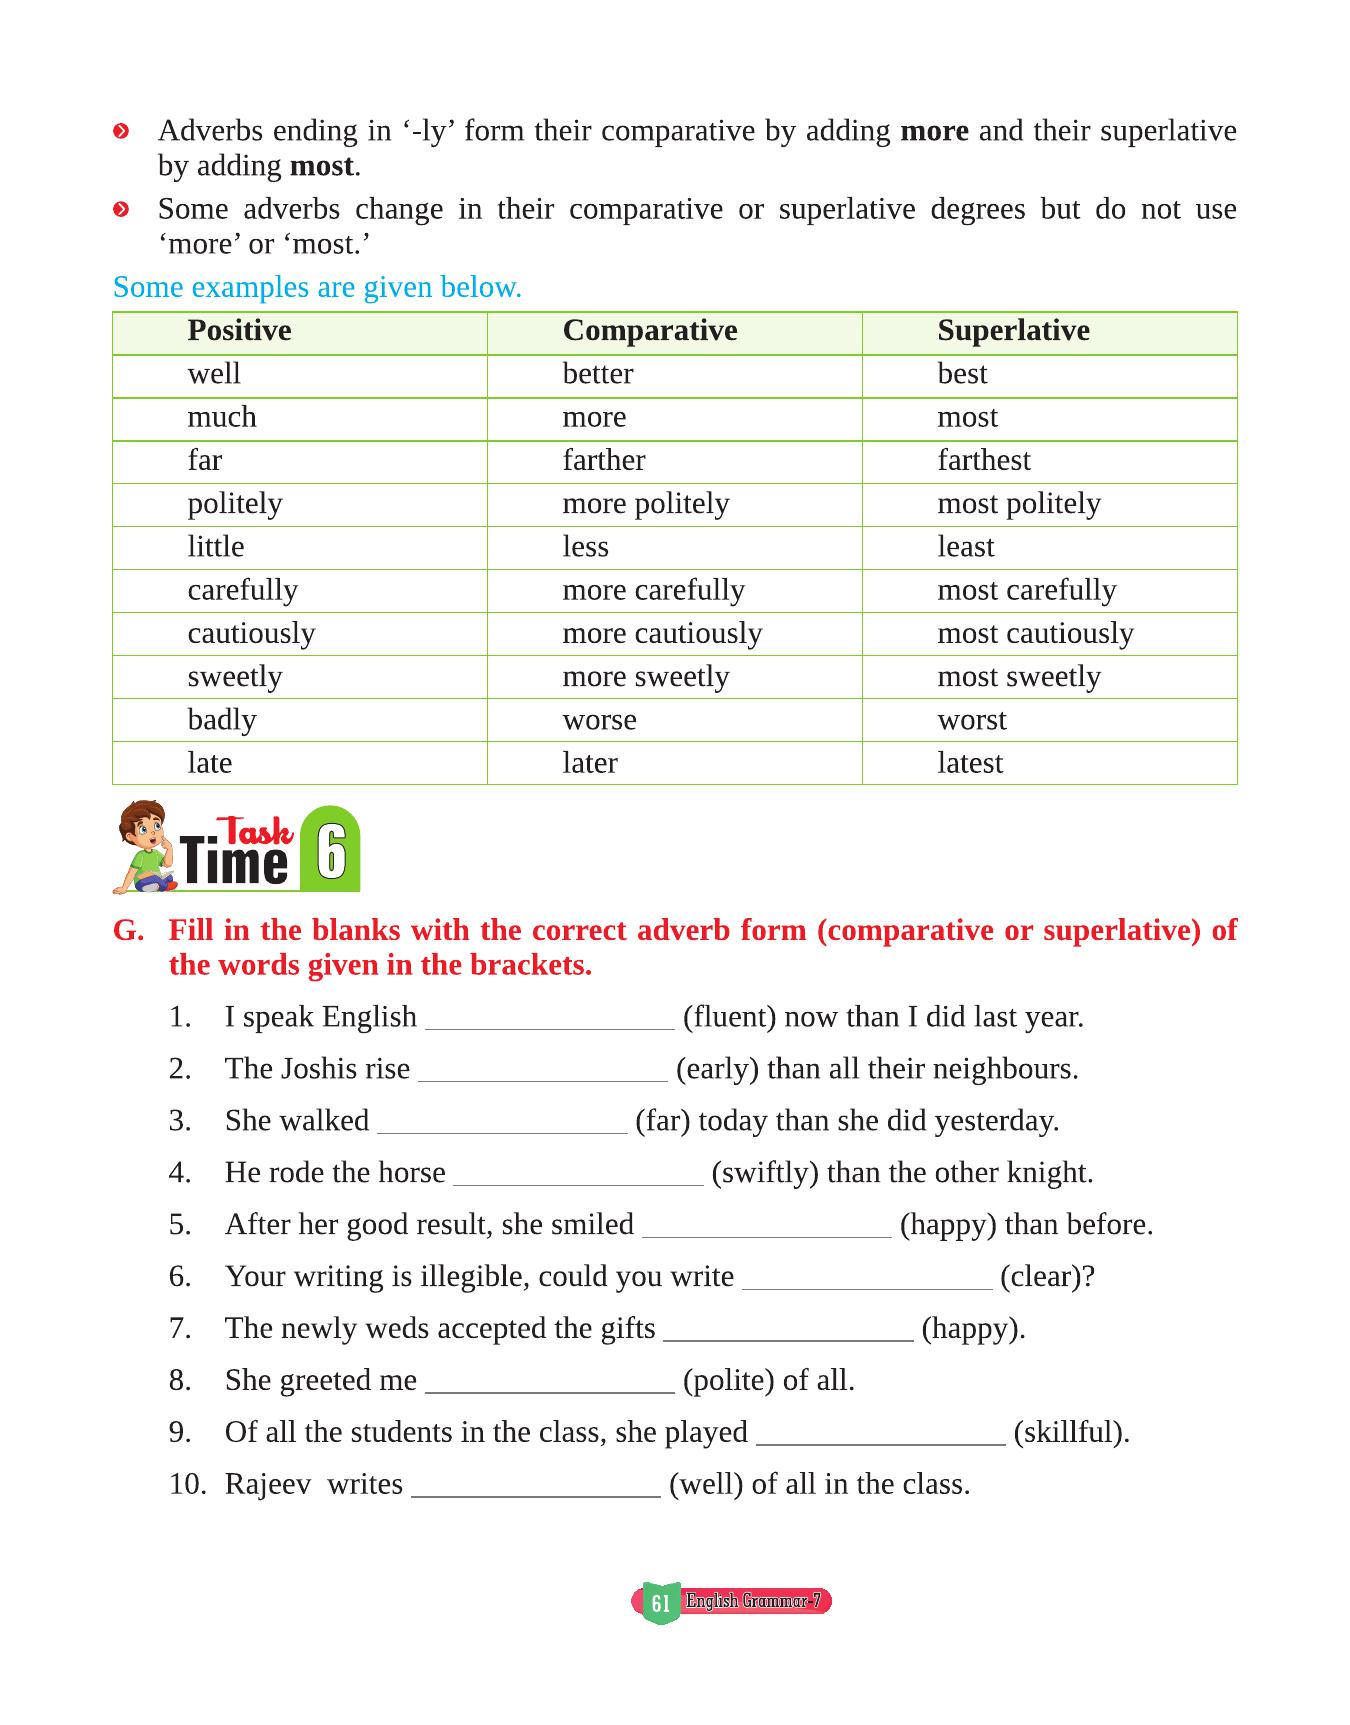 Adverbs ending in ‘-ly’ form their comparative by adding more and their superlative
by adding most.
Some adverbs change in their comparative or superlative degrees but do not use
‘more’ or ‘most.’
Some examples are given below.
Positive Comparative Superlative
well better best
much more most
far farther farthest
politely more politely most politely
little less least
carefully more carefully most carefully
cautiously more cautiously most cautiously
sweetly more sweetly most sweetly
badly worse worst
late later latest
Task
Time 6
G. Fill in the blanks with the correct adverb form (comparative or superlative) of
the words given in the brackets.
1. I speak English ________________ (fluent) now than I did last year.
2. The Joshis rise ________________ (early) than all their neighbours.
3. She walked ________________ (far) today than she did yesterday.
4. He rode the horse ________________ (swiftly) than the other knight.
5. After her good result, she smiled ________________ (happy) than before.
6. Your writing is illegible, could you write ________________ (clear)?
7. The newly weds accepted the gifts ________________ (happy).
8. She greeted me ________________ (polite) of all.
9. Of all the students in the class, she played ________________ (skillful).
10. Rajeev writes ________________ (well) of all in the class.
61 English Grammar-7